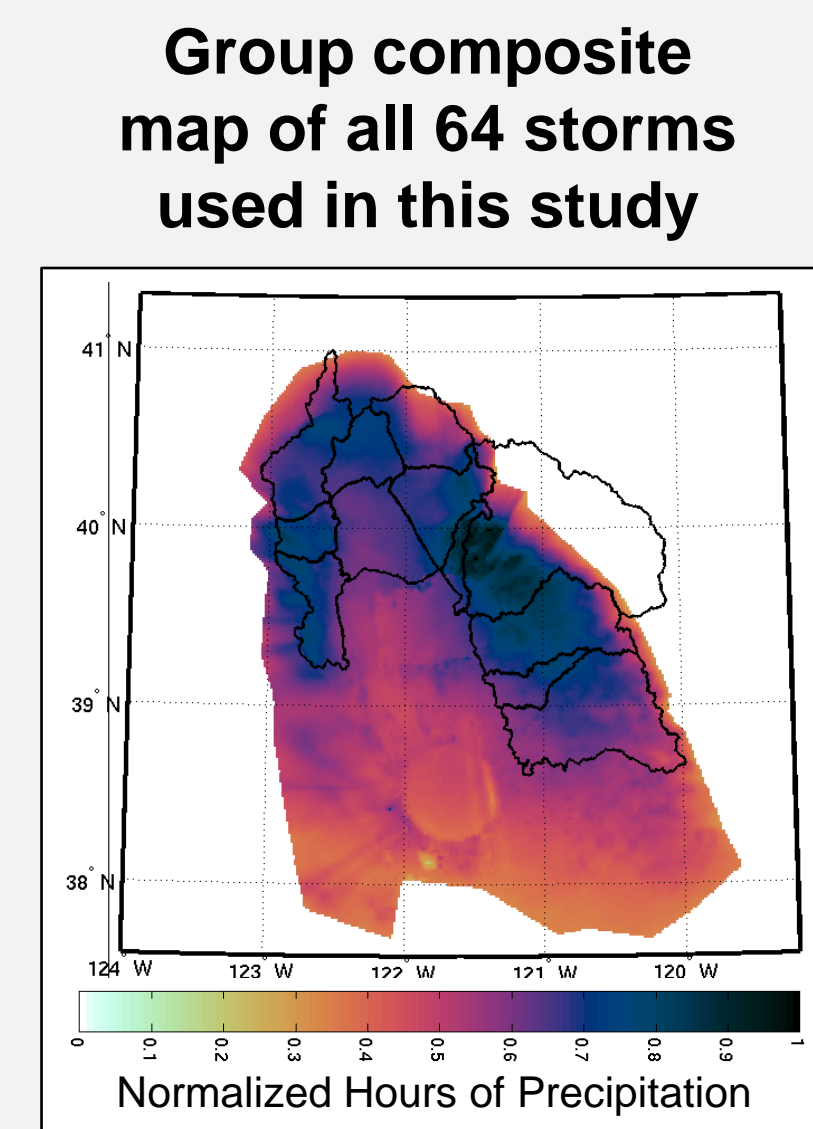 Group composite
map of all 64 storms
used in this study
41° N
40° N
39° N
38° N
124° W
123° W
122° W
121° W
120° W
0
0.1
0.2
0.3
0.4
0.5
0.6
0.7
0.8
0.9
1
Normalized Hours of Precipitation